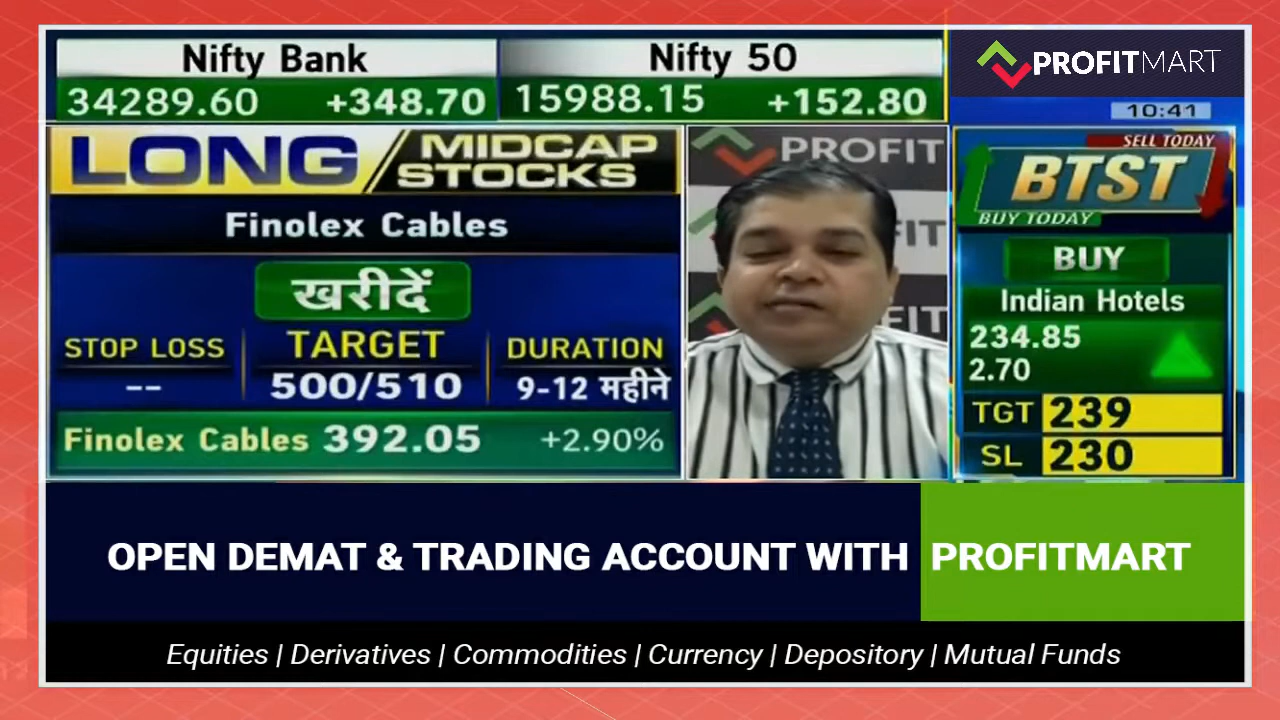 Nifty Bank
34289.60 +348.70
Nifty 50
15988.15 +152.80
PROFITMART
10:41
LONG
MIDCAP
STOCKS
Finolex Cables
खरीदें
STOP LOSS
--
TARGET
500/510
DURATION
9-12 महीने
Finolex Cables 392.05 +2.90%
PROFIT
FIT
FIT
SELL TODAY
BTST
BUY TODAY
BUY
Indian Hotels
234.85
2.70
TGT 239
SL 230
OPEN DEMAT & TRADING ACCOUNT WITH PROFITMART
Equities | Derivatives | Commodities | Currency | Depository | Mutual Funds